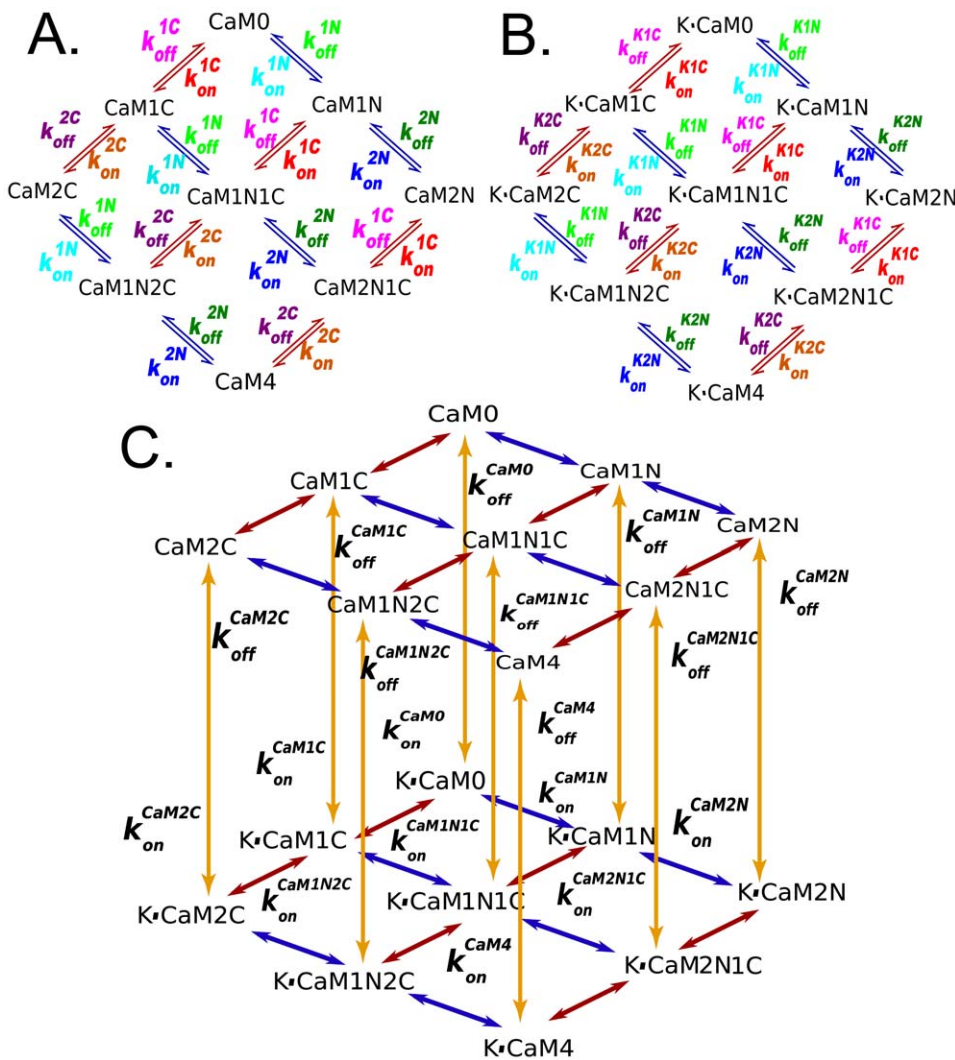 A.
CaM0
k_off^1C
k_on^1C
k_on^1N
k_off^1N
CaM1C
CaM1N
k_off^2C
k_on^2C
k_on^1N
k_off^1N
k_off^1C
k_on^1C
k_on^2N
k_off^2N
CaM2C
CaM1N1C
CaM2N
k_on^1N
k_off^1N
k_off^2C
k_on^2C
k_on^2N
k_off^2N
k_off^1C
k_on^1C
CaM1N2C
CaM2N1C
k_on^2N
k_off^2N
k_off^2C
k_on^2C
CaM4
B.
K·CaM0
k_off^K1C
k_on^K1C
k_on^K1N
k_off^K1N
K·CaM1C
K·CaM1N
k_off^K2C
k_on^K2C
k_on^K1N
k_off^K1N
k_off^K1C
k_on^K1C
k_on^K2N
k_off^K2N
K·CaM2C
K·CaM1N1C
K·CaM2N
k_on^K1N
k_off^K1N
k_off^K2C
k_on^K2C
k_on^K2N
k_off^K2N
k_off^K1C
k_on^K1C
K·CaM1N2C
K·CaM2N1C
k_on^K2N
k_off^K2N
k_off^K2C
k_on^K2C
K·CaM4
C.
CaM0
CaM1C
CaM1N
k_off^CaM0
CaM2C
k_off^CaM1C
CaM1N1C
k_off^CaM1N
CaM2N
CaM1N2C
k_off^CaM1N1C
CaM2N1C
k_off^CaM2N
k_off^CaM2C
k_off^CaM1N2C
CaM4
k_off^CaM2N1C
k_off^CaM4
k_on^CaM0
k_on^CaM1C
K·CaM0
k_on^CaM1N
k_on^CaM2C
K·CaM1C
k_on^CaM1N1C
K·CaM1N
k_on^CaM2N
k_on^CaM1N2C
k_on^CaM2N1C
K·CaM2C
K·CaM1N1C
K·CaM2N
k_on^CaM4
K·CaM1N2C
K·CaM2N1C
K·CaM4